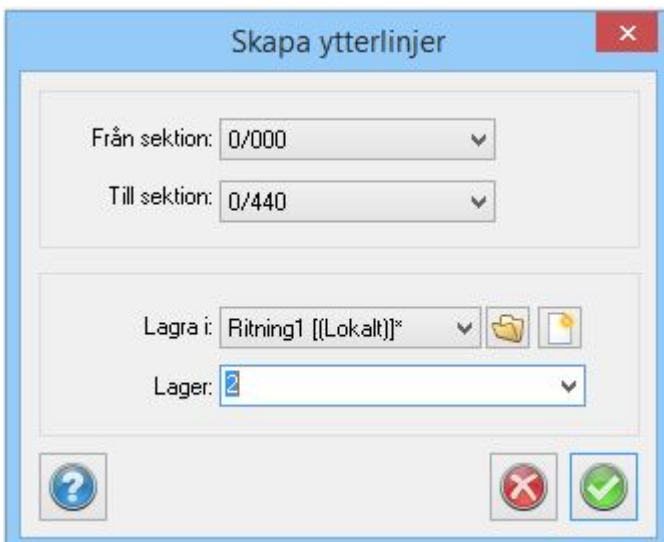 Skapa ytterlinjer
Från sektion: 0/000
Till sektion: 0/440
Lagra i: Ritning1 [(Lokalt)]*
Lager: 2